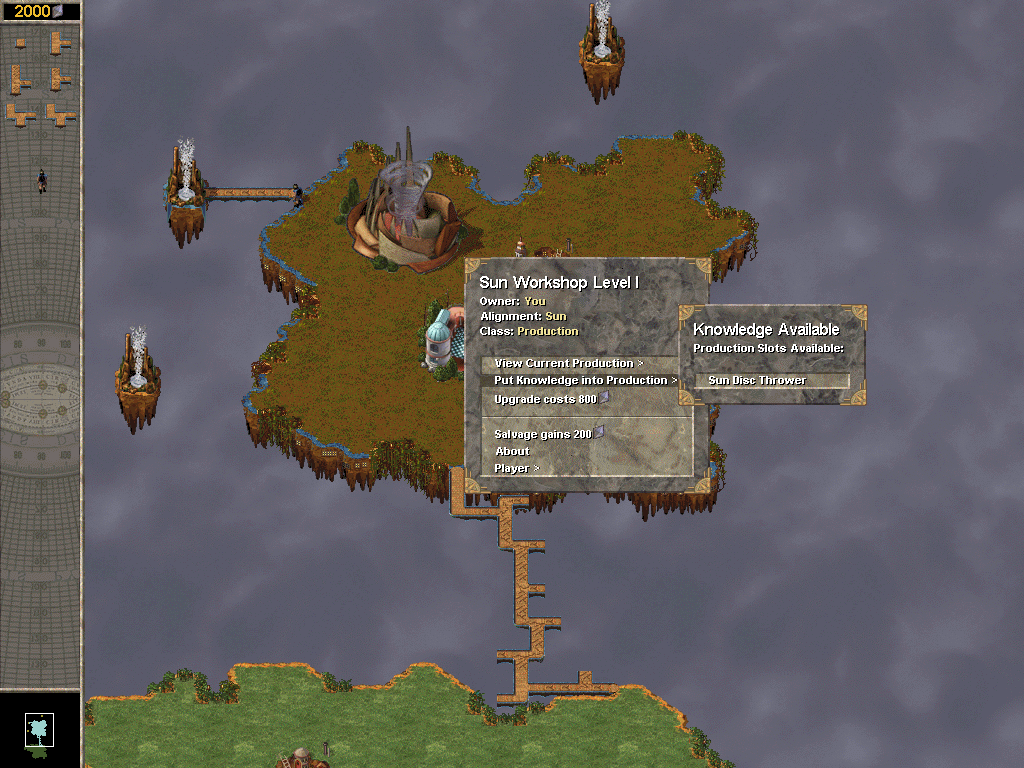 2000
Sun Workshop Level I
Owner: You
Alignment: Sun
Class: Production
View Current Production >
Put Knowledge into Production >
Upgrade costs 800
Salvage gains 200
About
Player >
Knowledge Available
Production Slots Available:
Sun Disc Thrower